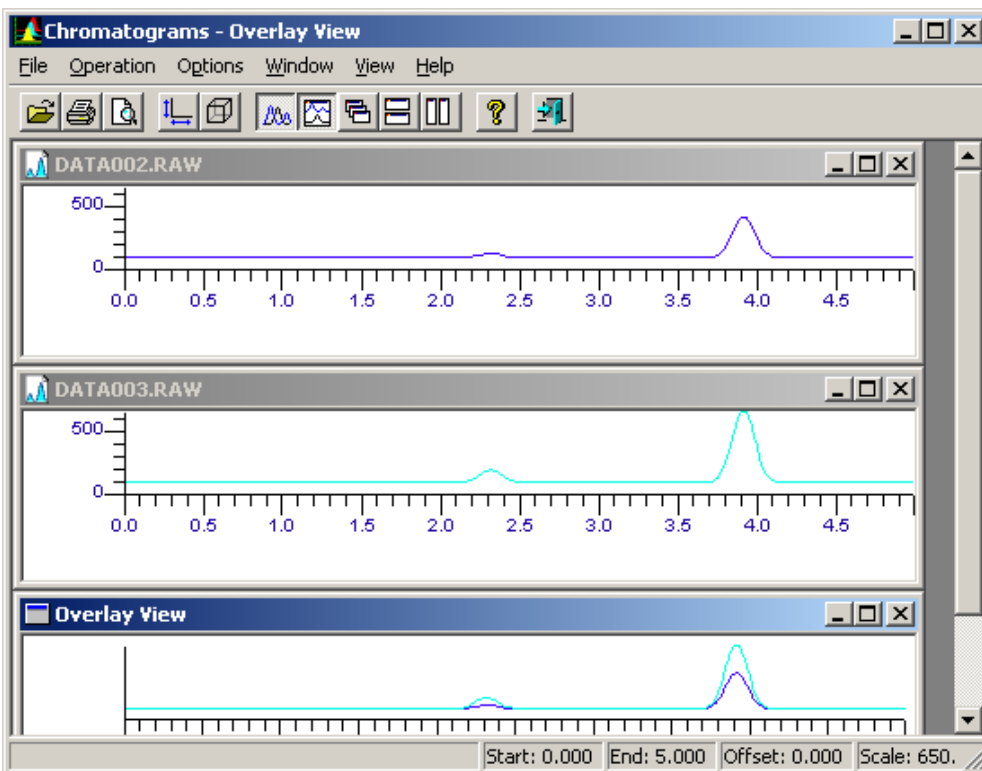 Chromatograms - Overlay View
File Operation Options Window View Help
DATA002.RAW
500
0
0.0 0.5 1.0 1.5 2.0 2.5 3.0 3.5 4.0 4.5
DATA003.RAW
500
0
0.0 0.5 1.0 1.5 2.0 2.5 3.0 3.5 4.0 4.5
Overlay View
Start: 0.000 End: 5.000 Offset: 0.000 Scale: 650.